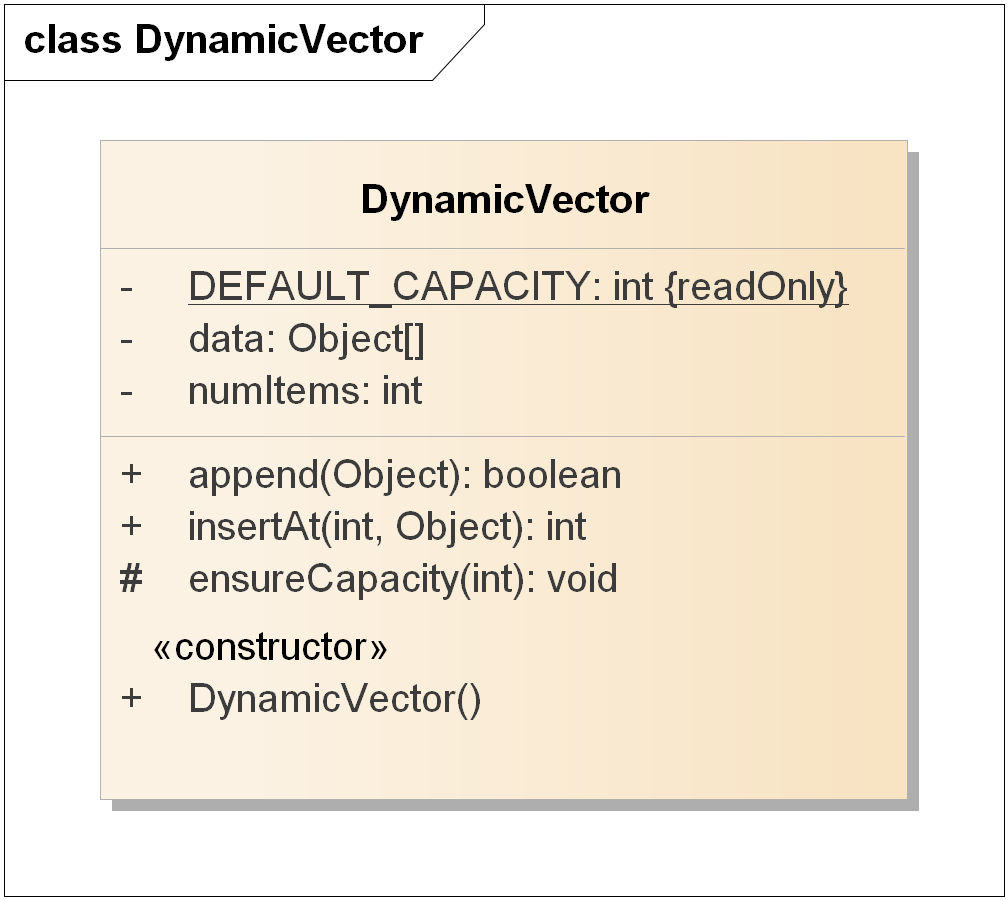 class DynamicVector
DynamicVector
- DEFAULT_CAPACITY: int {readOnly}
- data: Object[]
- numItems: int
+ append(Object): boolean
+ insertAt(int, Object): int
# ensureCapacity(int): void
«constructor»
+ DynamicVector()